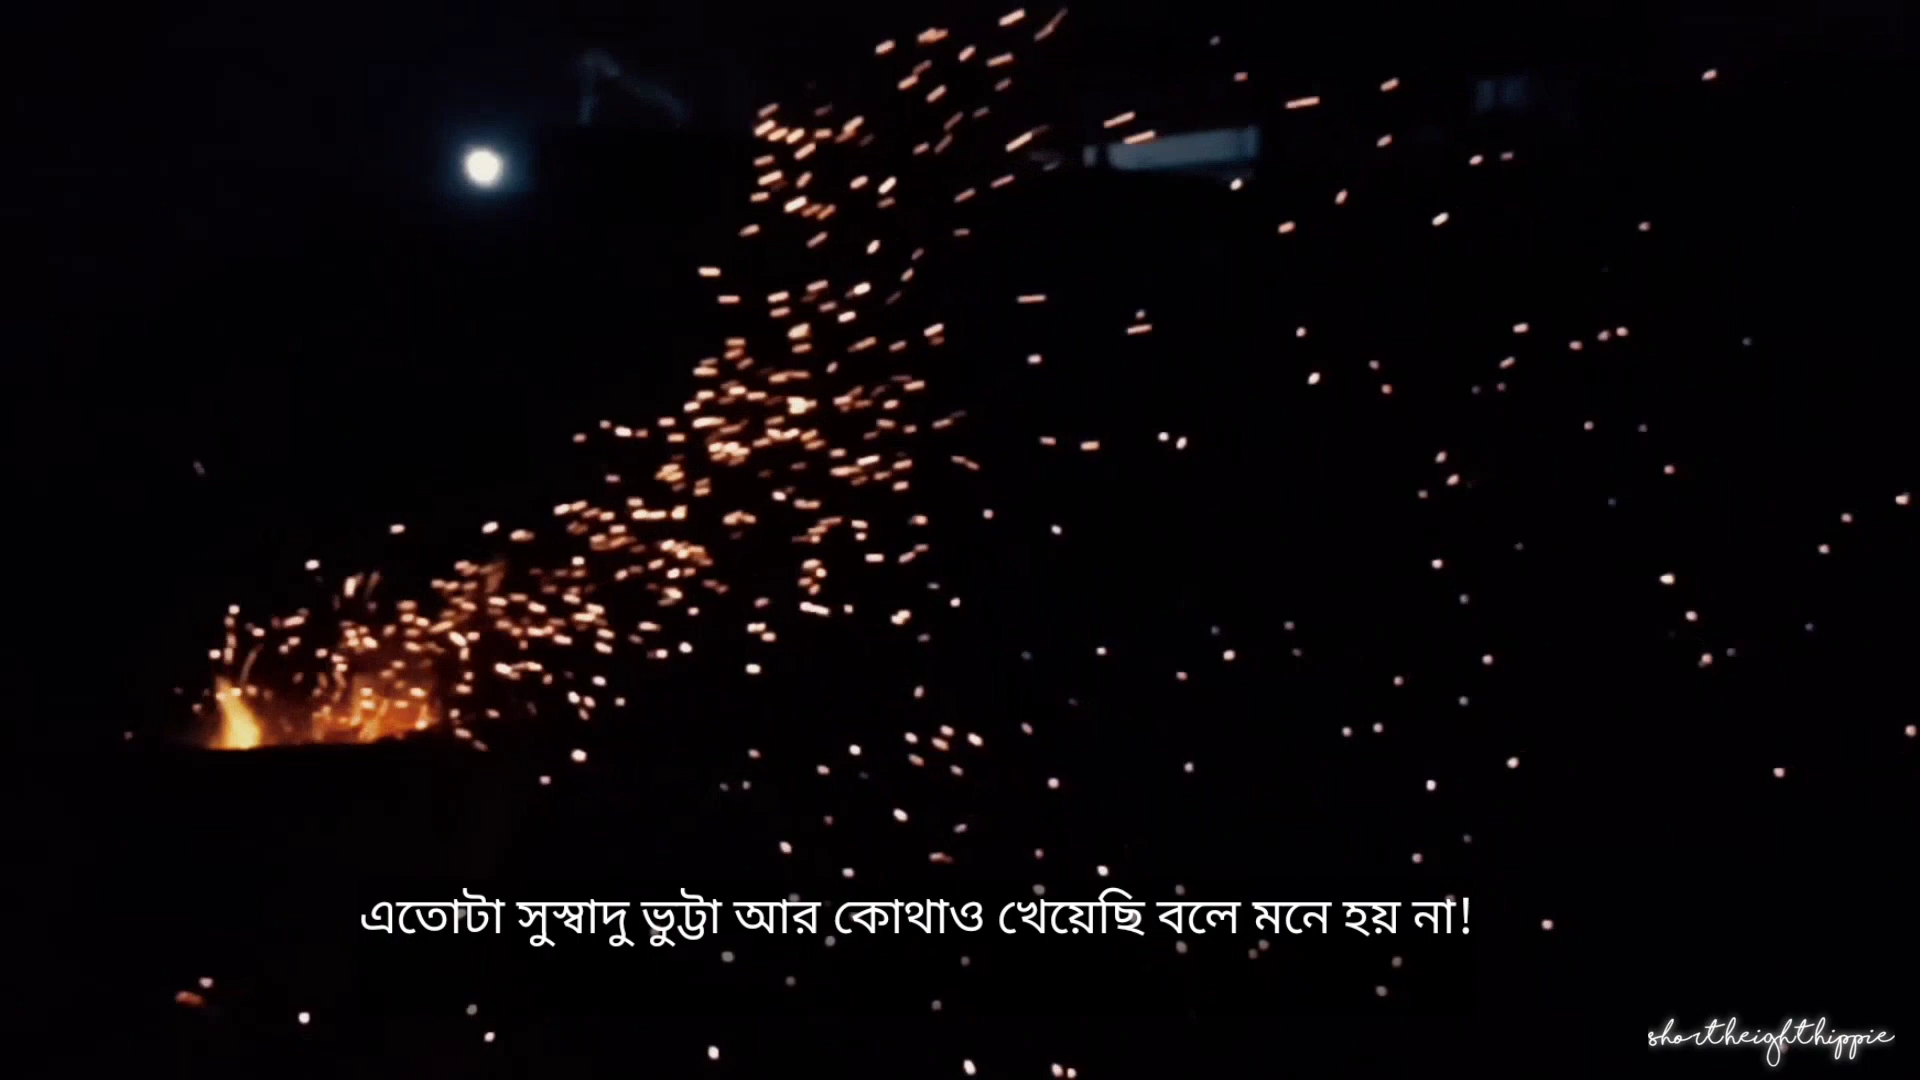 এতোটা সুস্বাদু ভুট্টা আর কোথাও খেয়েছি বলে মনে হয় না!
shortheighthippie